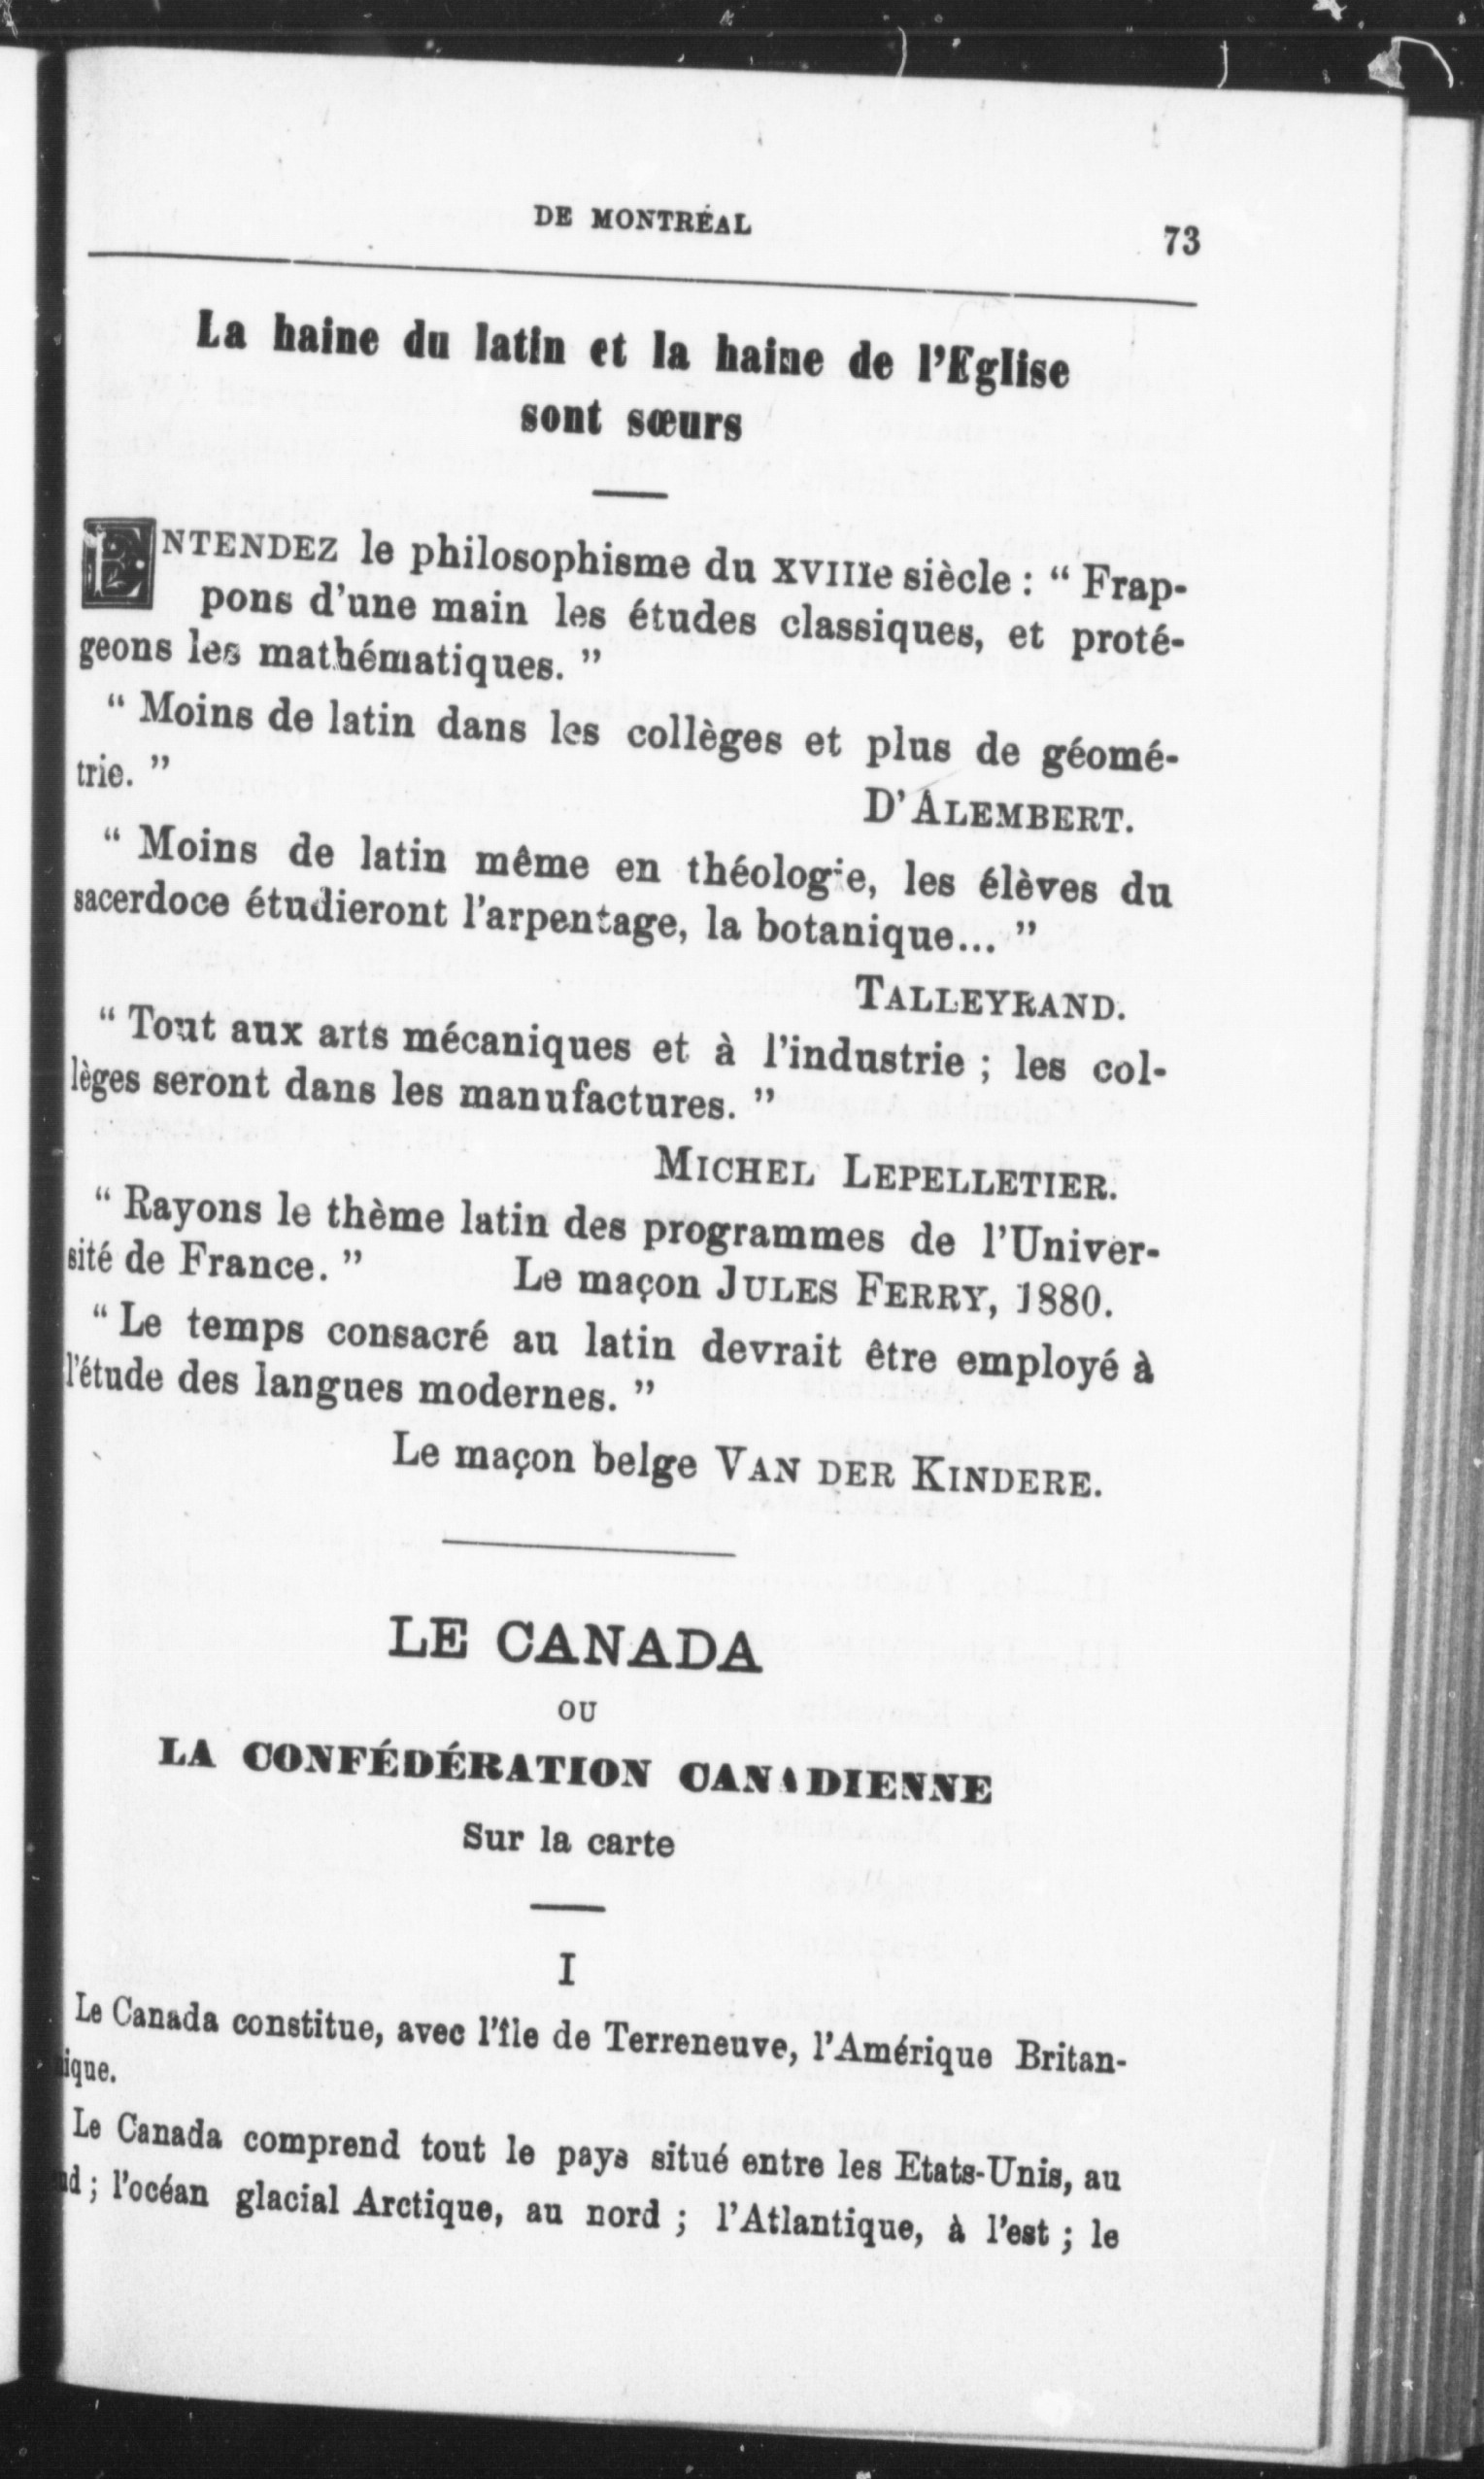 DE MONTRÉAL 73
La haine du latin et la haine de l'Eglise
sont sœurs
ENTENDEZ le philosophisme du XVIIIe siècle : “ Frap-
pons d'une main les études classiques, et proté-
geons les mathématiques. ”
“ Moins de latin dans les collèges et plus de géomé-
trie. ”
D'ALEMBERT.
“ Moins de latin même en théologie, les élèves du
sacerdoce étudieront l'arpentage, la botanique... ”
TALLEYRAND.
“ Tout aux arts mécaniques et à l'industrie ; les col-
lèges seront dans les manufactures. ”
MICHEL LEPELLETIER.
“ Rayons le thème latin des programmes de l'Univer-
sité de France. ” Le maçon JULES FERRY, 1880.
“ Le temps consacré au latin devrait être employé à
l'étude des langues modernes. ”
Le maçon belge VAN DER KINDERE.
LE CANADA
OU
LA CONFÉDÉRATION CANADIENNE
Sur la carte
I
Le Canada constitue, avec l'île de Terreneuve, l'Amérique Britan-
nique.
Le Canada comprend tout le pays situé entre les Etats-Unis, au
; l'océan glacial Arctique, au nord ; l'Atlantique, à l'est ; le